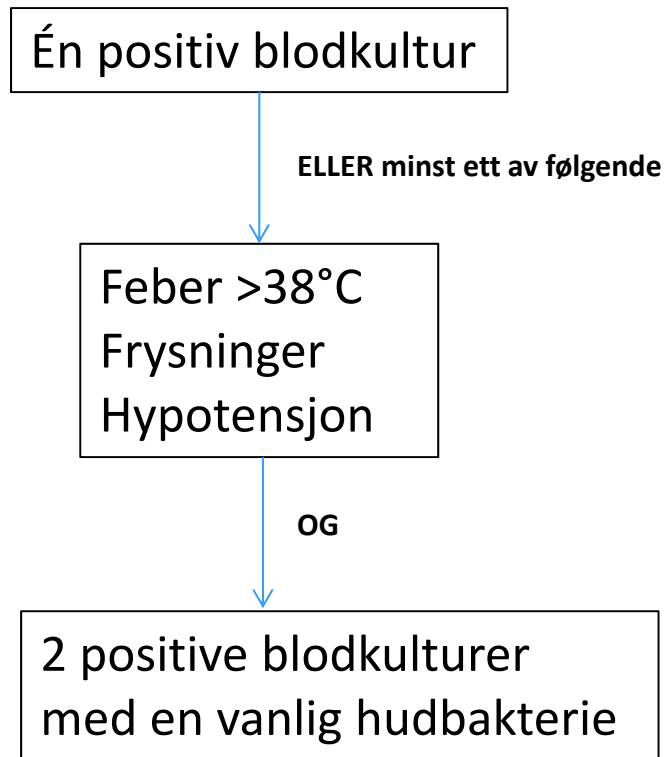 Én positiv blodkultur
ELLER minst ett av følgende
Feber >38°C
Frysninger
Hypotensjon
OG
2 positive blodkulturer
med en vanlig hudbakterie